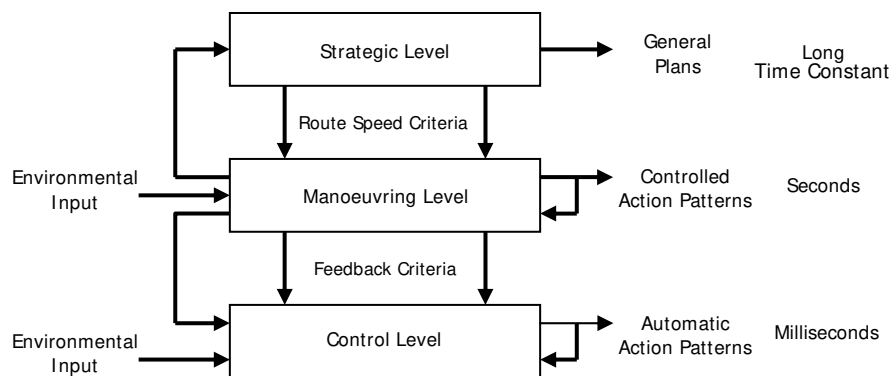 Strategic Level
General
Plans
Long
Time Constant
Route Speed Criteria
Environmental
Input
Manoeuvring Level
Controlled
Action Patterns
Seconds
Feedback Criteria
Environmental
Input
Control Level
Automatic
Action Patterns
Milliseconds